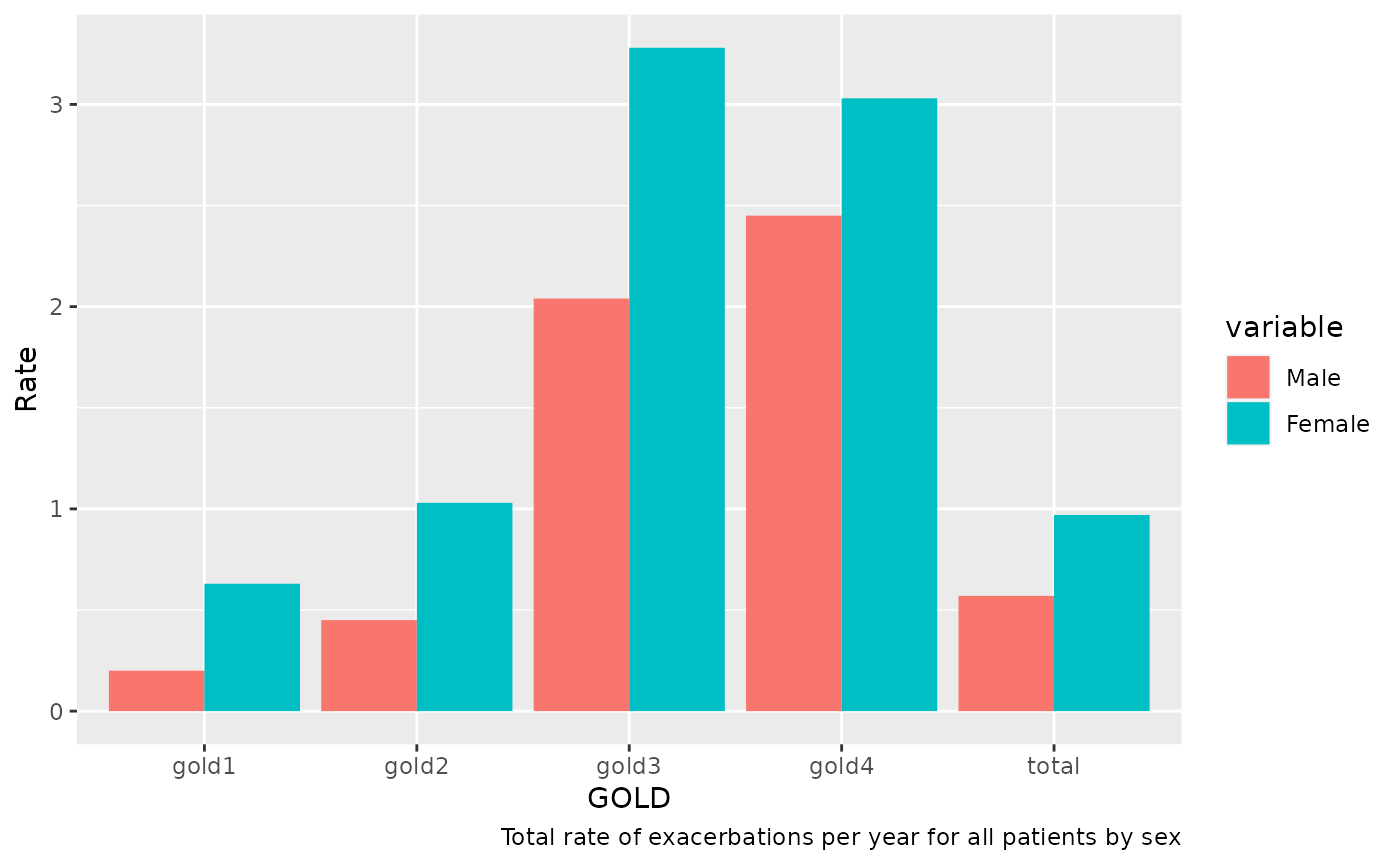 3
2
1
0
Rate
gold1 gold2 gold3 gold4 total
GOLD
Total rate of exacerbations per year for all patients by sex
variable
Male
Female